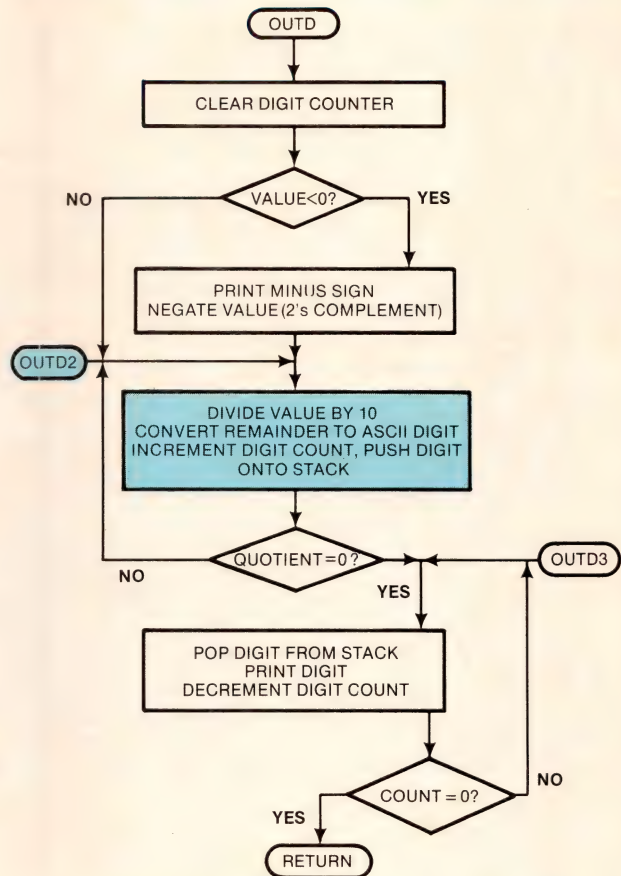 OUTD
CLEAR DIGIT COUNTER
NO
VALUE<0?
YES
PRINT MINUS SIGN
NEGATE VALUE (2's COMPLEMENT)
OUTD2
DIVIDE VALUE BY 10
CONVERT REMAINDER TO ASCII DIGIT
INCREMENT DIGIT COUNT, PUSH DIGIT
ONTO STACK
QUOTIENT=0?
OUTD3
NO
YES
POP DIGIT FROM STACK
PRINT DIGIT
DECREMENT DIGIT COUNT
COUNT = 0?
NO
YES
RETURN